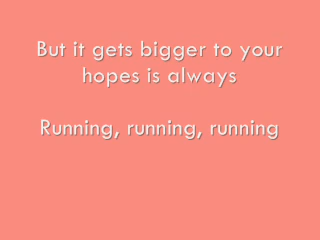 But it gets bigger to your
hopes is always
Running, running, running